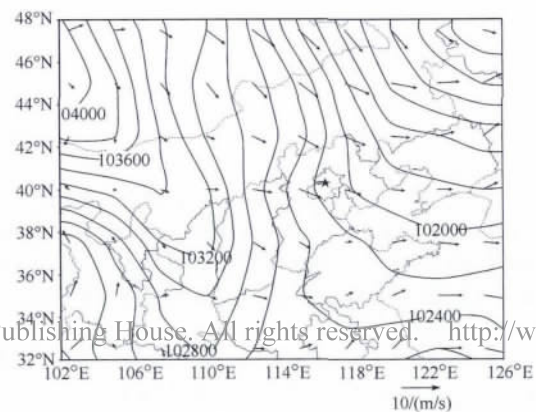 48°N
46°N
44°N
04000
42°N
103600
40°N
38°N
102000
103200
36°N
34°N
102400
ublishing House. All rights reserved. http://w
102800
32°N
102°E 106°E 110°E 114°E 118°E 122°E 126°E
10/(m/s)